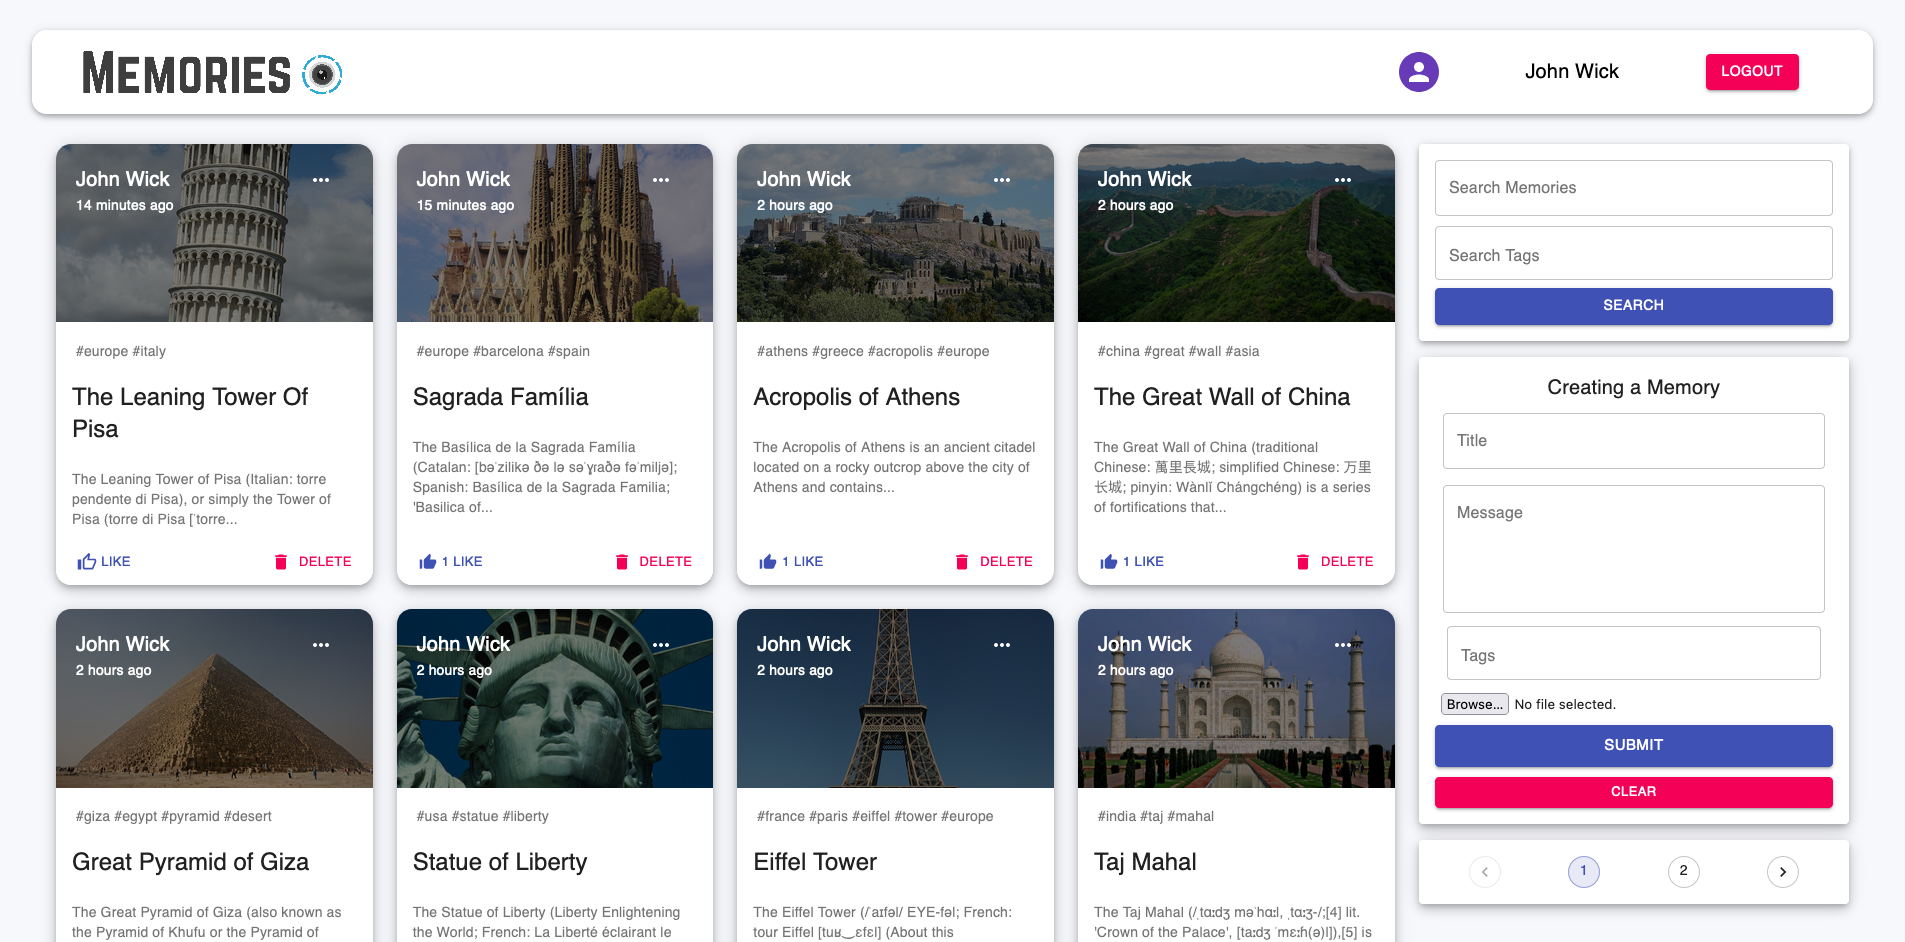 MEMORIES
John Wick
LOGOUT
John Wick
14 minutes ago
#europe #italy
The Leaning Tower Of
Pisa
The Leaning Tower of Pisa (Italian: torre
pendente di Pisa), or simply the Tower of
Pisa (torre di Pisa [ˈtorre...
LIKE
DELETE
John Wick
15 minutes ago
#europe #barcelona #spain
Sagrada Família
The Basílica de la Sagrada Família
(Catalan: [bəˈzilikə ðə lə səˈɣɾaðə fəˈmiljə];
Spanish: Basílica de la Sagrada Familia;
'Basilica of...
1 LIKE
DELETE
John Wick
2 hours ago
#athens #greece #acropolis #europe
Acropolis of Athens
The Acropolis of Athens is an ancient citadel
located on a rocky outcrop above the city of
Athens and contains...
1 LIKE
DELETE
John Wick
2 hours ago
#china #great #wall #asia
The Great Wall of China
The Great Wall of China (traditional
Chinese: 萬里長城; simplified Chinese: 万里
长城; pinyin: Wànlǐ Chángchéng) is a series
of fortifications that...
1 LIKE
DELETE
John Wick
2 hours ago
#giza #egypt #pyramid #desert
Great Pyramid of Giza
The Great Pyramid of Giza (also known as
the Pyramid of Khufu or the Pyramid of
John Wick
2 hours ago
#usa #statue #liberty
Statue of Liberty
The Statue of Liberty (Liberty Enlightening
the World; French: La Liberté éclairant le
John Wick
2 hours ago
#france #paris #eiffel #tower #europe
Eiffel Tower
The Eiffel Tower (/ˈaɪfəl/ EYE-fəl; French:
tour Eiffel [tuʁ‿ɛfɛl] (About this
John Wick
2 hours ago
#india #taj #mahal
Taj Mahal
The Taj Mahal (/ˌtɑːdʒ məˈhɑːl, ˌtɑːʒ-/;[4] lit.
'Crown of the Palace', [taːdʒ ˈmɛːɦ(ə)l]),[5] is
Search Memories
Search Tags
SEARCH
Creating a Memory
Title
Message
Tags
Browse... No file selected.
SUBMIT
CLEAR
1 2